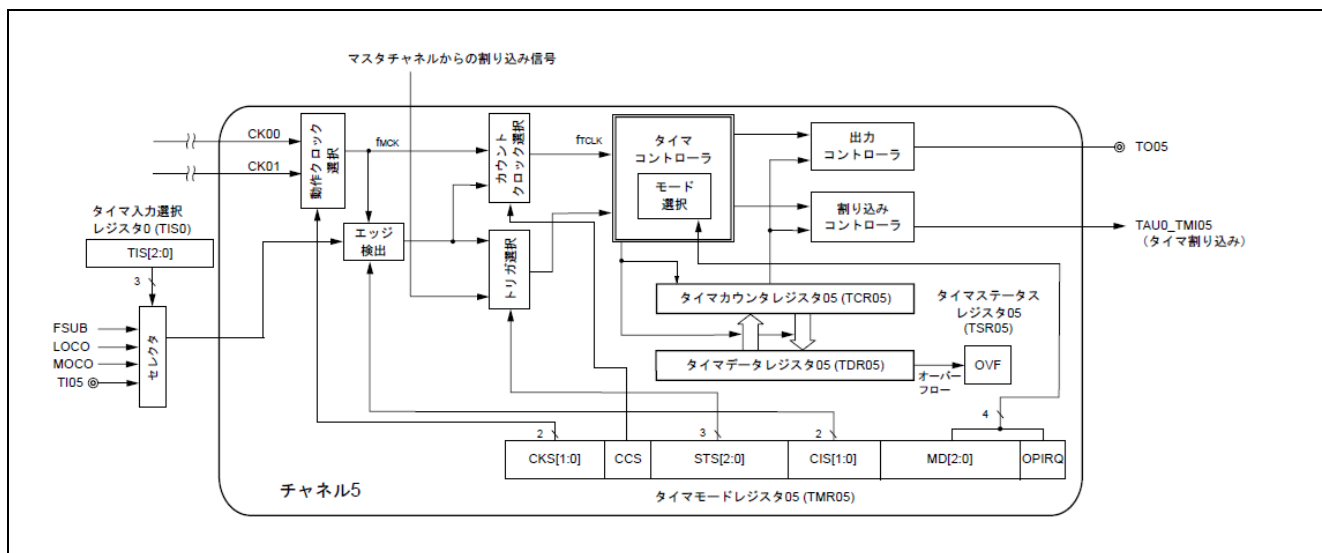 マスタチャネルからの割り込み信号
CK00
CK01
動作クロック
選択
fMCK
カウント
クロック選択
fTCLK
タイマ
コントローラ
モード
選択
出力
コントローラ
TO05
割り込み
コントローラ
TAU0_TMI05
(タイマ割り込み)
タイマ入力選択
レジスタ0 (TIS0)
TIS[2:0]
3
エッジ
検出
トリガ選択
FSUB
LOCO
MOCO
TI05
セレクタ
タイマカウンタレジスタ05 (TCR05)
タイマステータス
レジスタ05
(TSR05)
タイマデータレジスタ05 (TDR05)
オーバー
フロー
OVF
2
3
2
4
CKS[1:0]
CCS
STS[2:0]
CIS[1:0]
MD[2:0]
OPIRQ
チャネル5
タイマモードレジスタ05 (TMR05)